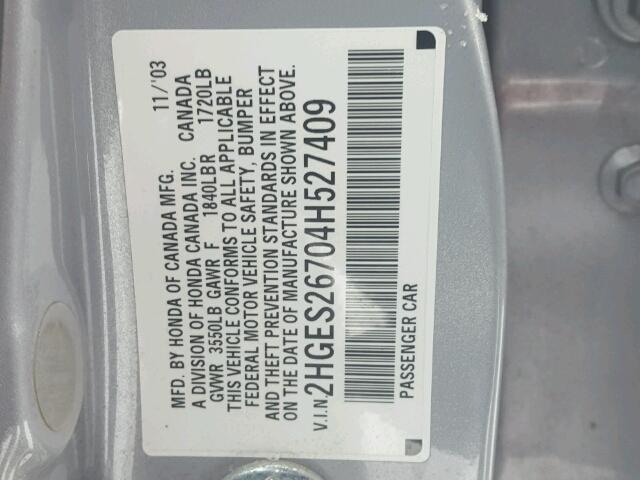 MFD. BY HONDA OF CANADA MFG. 11/'03
A DIVISION OF HONDA CANADA INC. CANADA
GVWR 3550LB GAWR F 1840LBR 1720LB
THIS VEHICLE CONFORMS TO ALL APPLICABLE
FEDERAL MOTOR VEHICLE SAFETY, BUMPER
AND THEFT PREVENTION STANDARDS IN EFFECT
ON THE DATE OF MANUFACTURE SHOWN ABOVE.
V.I.N. 2HGES26704H527409
PASSENGER CAR